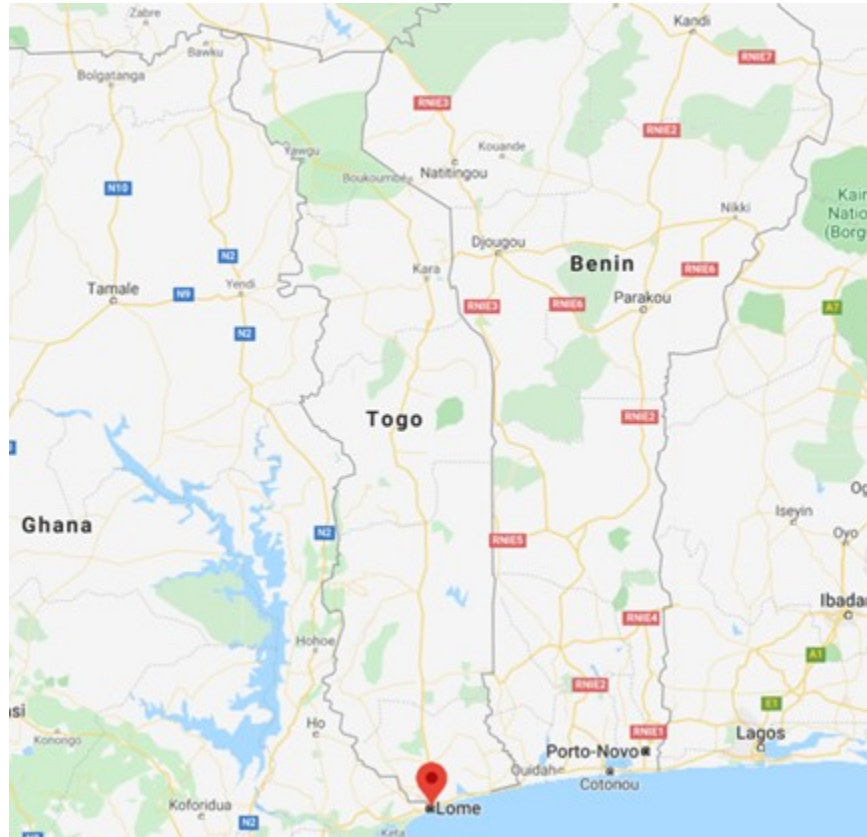 Zabre
Bawku
Kandi
Bolgatanga
RNIE7
RNIE3
RNIE2
Yawgu
Kouande
Natitingou
Boukoumbé
N10
Kain
Natio
(Borg
Nikki
N2
Djougou
Benin
Kara
RNIE6
Tamale
N9
Yendi
RNIE3
RNIE6
Parakou
A7
N2
Togo
RNIE2
Ghana
Iseyin
Oyo
N2
RNIE5
Ibadan
RNIE4
Hohoe
A1
RNIE2
E1
si
Ho
RNIE1
Lagos
Konongo
Porto-Novo
Ouidah
Cotonou
Koforidua
Lome
N2
Keta